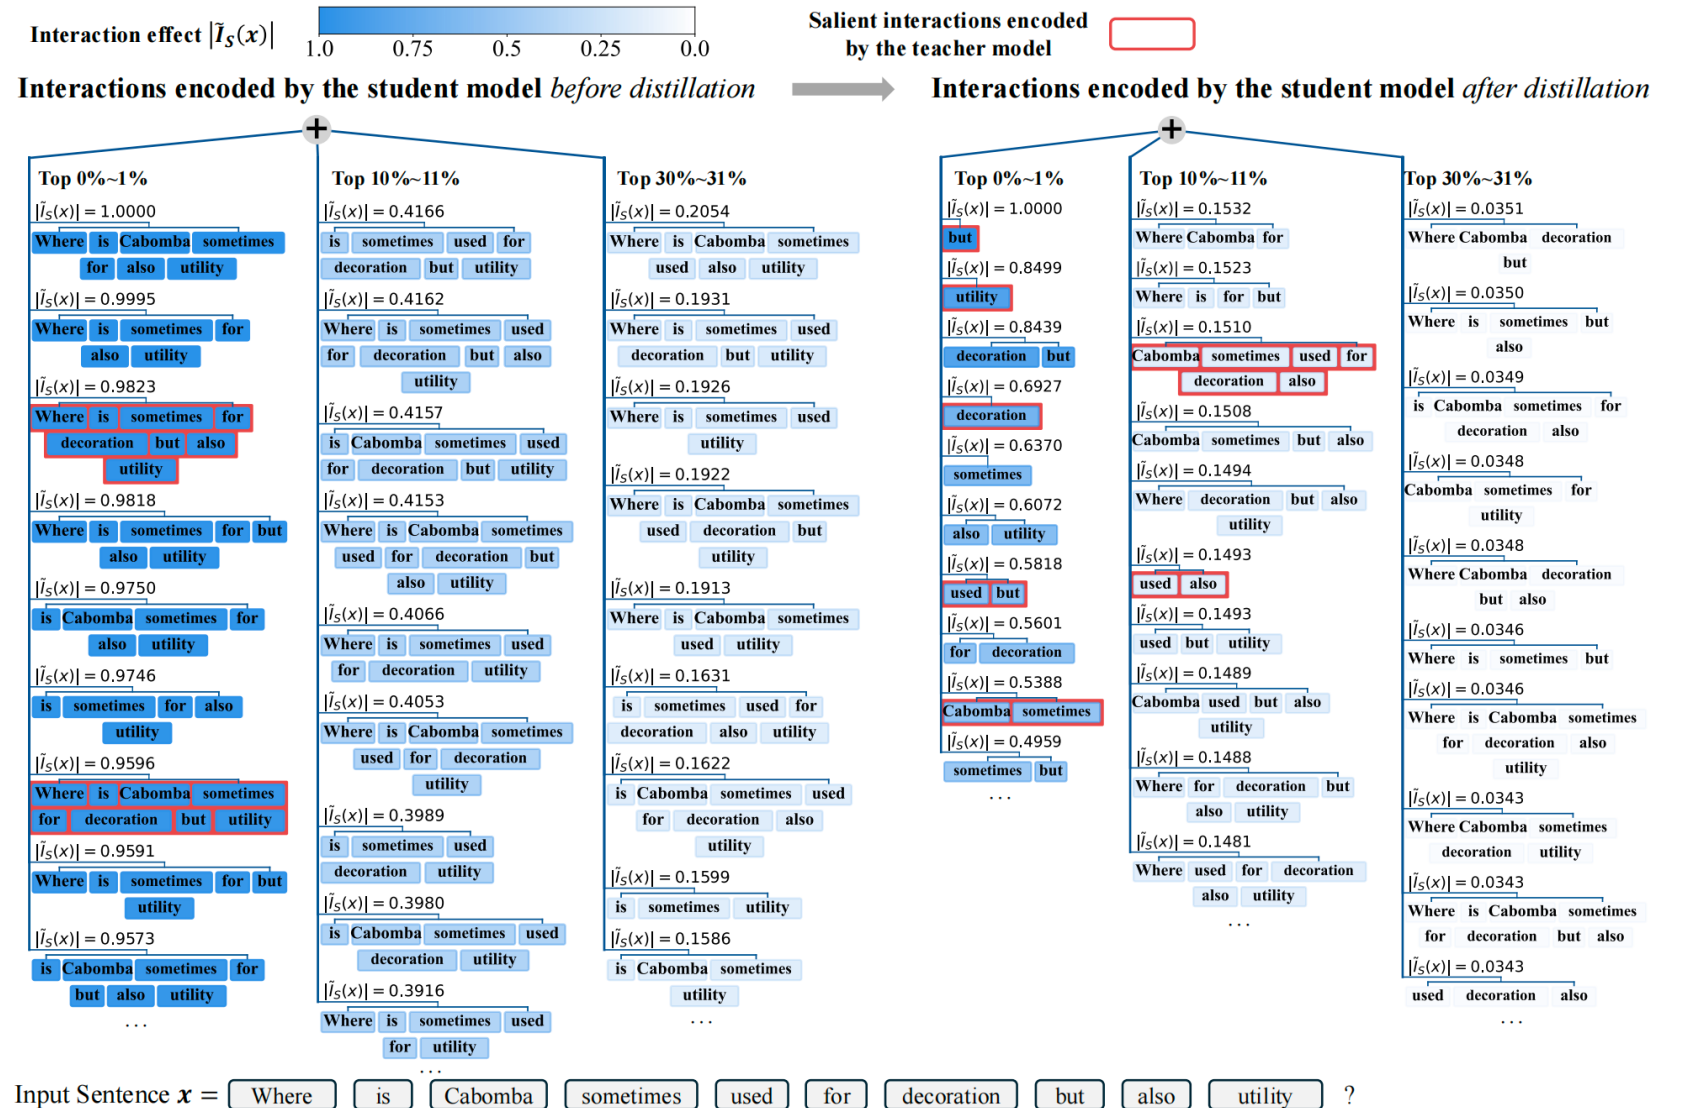 Interaction effect |Ĩ_S(x)|
1.0 0.75 0.5 0.25 0.0
Salient interactions encoded
by the teacher model
Interactions encoded by the student model before distillation
Interactions encoded by the student model after distillation
+
Top 0%~1%
|Ĩ_S(x)| = 1.0000
Where is Cabomba sometimes
for also utility
|Ĩ_S(x)| = 0.9995
Where is sometimes for
also utility
|Ĩ_S(x)| = 0.9823
Where is sometimes for
decoration but also
utility
|Ĩ_S(x)| = 0.9818
Where is sometimes for but
also utility
|Ĩ_S(x)| = 0.9750
is Cabomba sometimes for
also utility
|Ĩ_S(x)| = 0.9746
is sometimes for also
utility
|Ĩ_S(x)| = 0.9596
Where is Cabomba sometimes
for decoration but utility
|Ĩ_S(x)| = 0.9591
Where is sometimes for but
utility
|Ĩ_S(x)| = 0.9573
is Cabomba sometimes for
but also utility
...
Top 10%~11%
|Ĩ_S(x)| = 0.4166
is sometimes used for
decoration but utility
|Ĩ_S(x)| = 0.4162
Where is sometimes used
for decoration but also
utility
|Ĩ_S(x)| = 0.4157
is Cabomba sometimes used
for decoration but utility
|Ĩ_S(x)| = 0.4153
Where is Cabomba sometimes
used for decoration but
also utility
|Ĩ_S(x)| = 0.4066
Where is sometimes used
for decoration utility
|Ĩ_S(x)| = 0.4053
Where is Cabomba sometimes
used for decoration
utility
|Ĩ_S(x)| = 0.3989
is sometimes used
decoration utility
|Ĩ_S(x)| = 0.3980
is Cabomba sometimes used
decoration utility
|Ĩ_S(x)| = 0.3916
Where is sometimes used
for utility
...
Top 30%~31%
|Ĩ_S(x)| = 0.2054
Where is Cabomba sometimes
used also utility
|Ĩ_S(x)| = 0.1931
Where is sometimes used
decoration but utility
|Ĩ_S(x)| = 0.1926
Where is sometimes used
utility
|Ĩ_S(x)| = 0.1922
Where is Cabomba sometimes
used decoration but
utility
|Ĩ_S(x)| = 0.1913
Where is Cabomba sometimes
used utility
|Ĩ_S(x)| = 0.1631
is sometimes used for
decoration also utility
|Ĩ_S(x)| = 0.1622
is Cabomba sometimes used
for decoration also
utility
|Ĩ_S(x)| = 0.1599
is sometimes utility
|Ĩ_S(x)| = 0.1586
is Cabomba sometimes
utility
...
+
Top 0%~1%
|Ĩ_S(x)| = 1.0000
but
|Ĩ_S(x)| = 0.8499
utility
|Ĩ_S(x)| = 0.8439
decoration but
|Ĩ_S(x)| = 0.6927
decoration
|Ĩ_S(x)| = 0.6370
sometimes
|Ĩ_S(x)| = 0.6072
also utility
|Ĩ_S(x)| = 0.5818
used but
|Ĩ_S(x)| = 0.5601
for decoration
|Ĩ_S(x)| = 0.5388
Cabomba sometimes
|Ĩ_S(x)| = 0.4959
sometimes but
...
Top 10%~11%
|Ĩ_S(x)| = 0.1532
Where Cabomba for
|Ĩ_S(x)| = 0.1523
Where is for but
|Ĩ_S(x)| = 0.1510
Cabomba sometimes used for
decoration also
|Ĩ_S(x)| = 0.1508
Cabomba sometimes but also
|Ĩ_S(x)| = 0.1494
Where decoration but also
utility
|Ĩ_S(x)| = 0.1493
used also
|Ĩ_S(x)| = 0.1493
used but utility
|Ĩ_S(x)| = 0.1489
Cabomba used but also
utility
|Ĩ_S(x)| = 0.1488
Where for decoration but
also utility
|Ĩ_S(x)| = 0.1481
Where used for decoration
also utility
...
Top 30%~31%
|Ĩ_S(x)| = 0.0351
Where Cabomba decoration
but
|Ĩ_S(x)| = 0.0350
Where is sometimes but
also
|Ĩ_S(x)| = 0.0349
is Cabomba sometimes for
decoration also
|Ĩ_S(x)| = 0.0348
Cabomba sometimes for
utility
|Ĩ_S(x)| = 0.0348
Where Cabomba decoration
but also
|Ĩ_S(x)| = 0.0346
Where is sometimes but
|Ĩ_S(x)| = 0.0346
Where is Cabomba sometimes
for decoration also
utility
|Ĩ_S(x)| = 0.0343
Where Cabomba sometimes
decoration utility
|Ĩ_S(x)| = 0.0343
Where is Cabomba sometimes
for decoration but also
|Ĩ_S(x)| = 0.0343
used decoration also
...
Input Sentence x = Where is Cabomba sometimes used for decoration but also utility ?